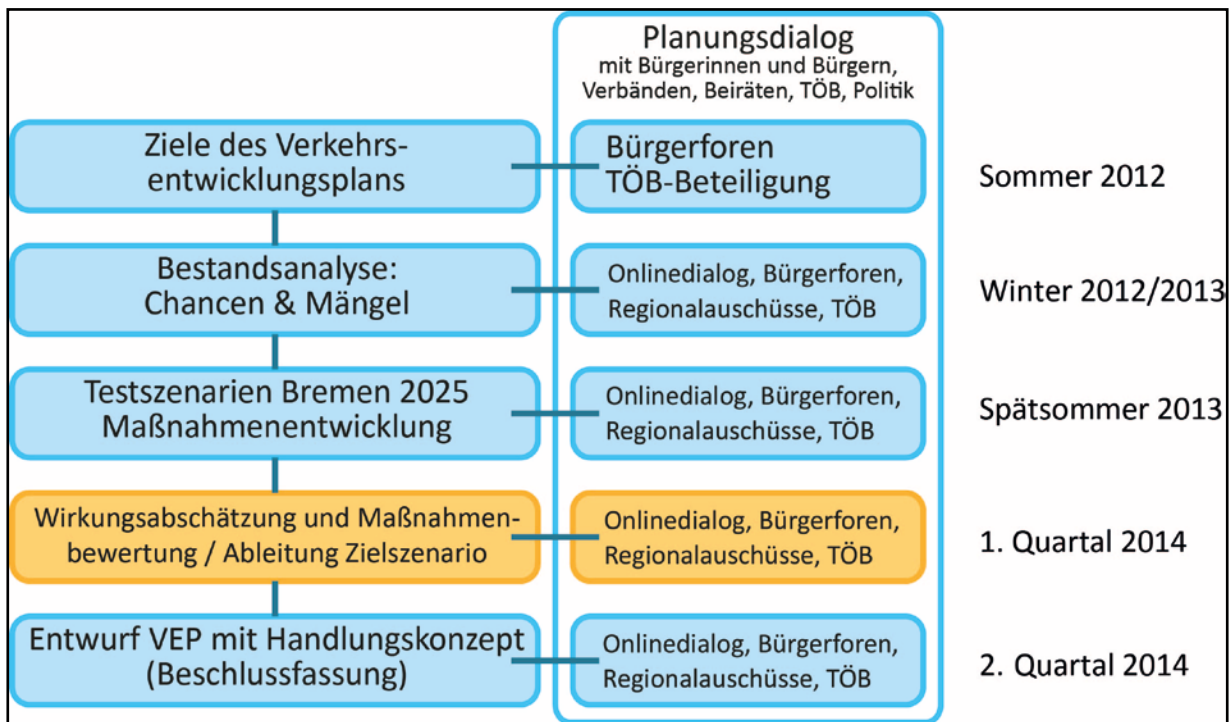 Planungsdialog
mit Bürgerinnen und Bürgern,
Verbänden, Beiräten, TÖB, Politik
Ziele des Verkehrs-
entwicklungsplans
Bürgerforen
TÖB-Beteiligung
Sommer 2012
Bestandsanalyse:
Chancen & Mängel
Onlinedialog, Bürgerforen,
Regionalauschüsse, TÖB
Winter 2012/2013
Testszenarien Bremen 2025
Maßnahmenentwicklung
Onlinedialog, Bürgerforen,
Regionalauschüsse, TÖB
Spätsommer 2013
Wirkungsabschätzung und Maßnahmen-
bewertung / Ableitung Zielszenario
Onlinedialog, Bürgerforen,
Regionalauschüsse, TÖB
1. Quartal 2014
Entwurf VEP mit Handlungskonzept
(Beschlussfassung)
Onlinedialog, Bürgerforen,
Regionalauschüsse, TÖB
2. Quartal 2014